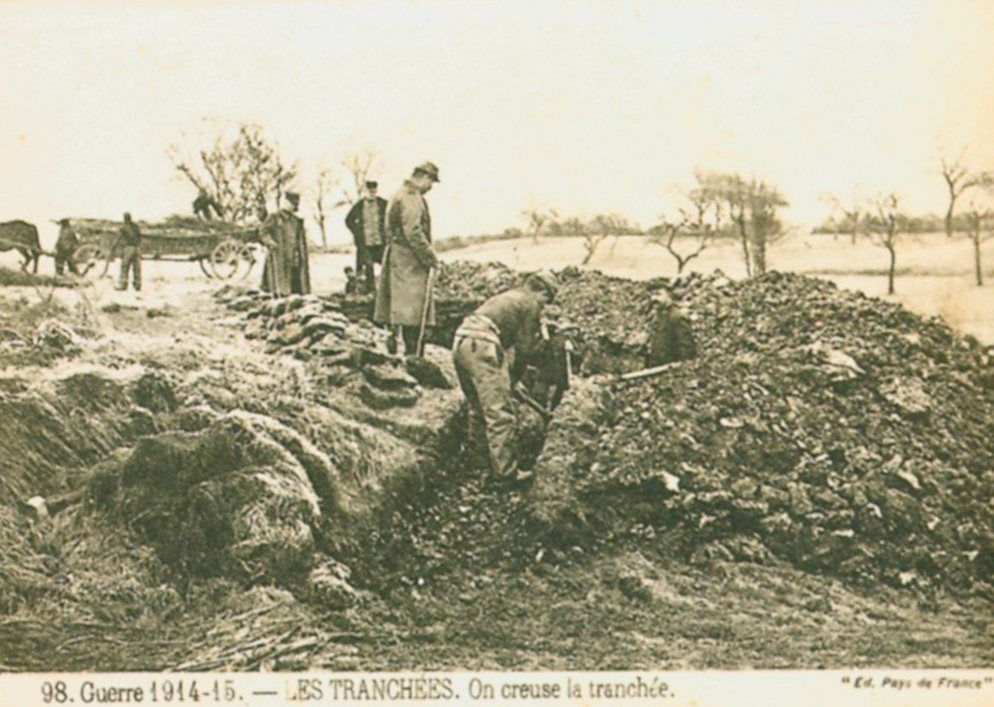 98. Guerre 1914-15. — LES TRANCHÉES. On creuse la tranchée.
"Ed. Pays de France"